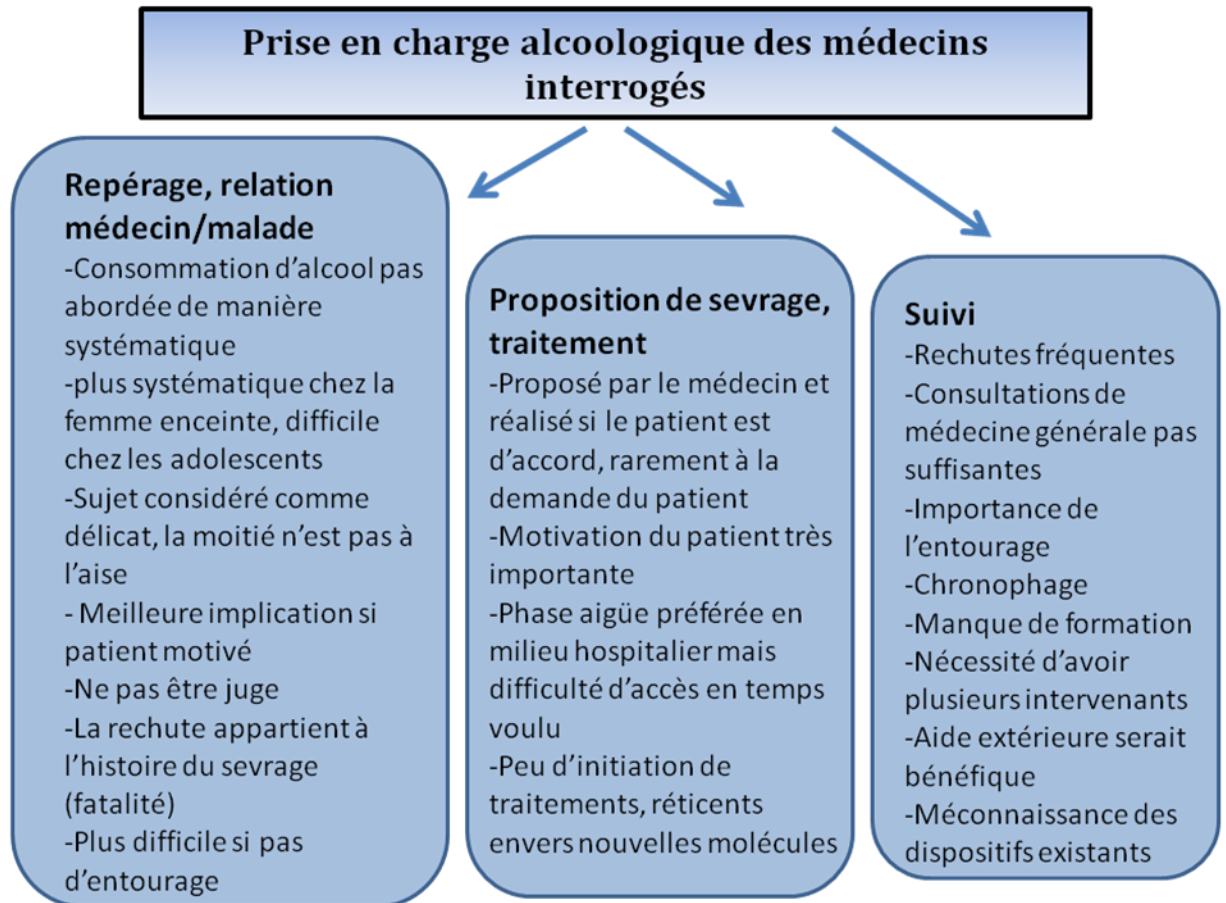 Prise en charge alcoologique des médecins
interrogés
Repérage, relation
médecin/malade
-Consommation d'alcool pas
abordée de manière
systématique
-plus systématique chez la
femme enceinte, difficile
chez les adolescents
-Sujet considéré comme
délicat, la moitié n'est pas à
l'aise
- Meilleure implication si
patient motivé
-Ne pas être juge
-La rechute appartient à
l'histoire du sevrage
(fatalité)
-Plus difficile si pas
d'entourage
Proposition de sevrage,
traitement
-Proposé par le médecin et
réalisé si le patient est
d'accord, rarement à la
demande du patient
-Motivation du patient très
importante
-Phase aigüe préférée en
milieu hospitalier mais
difficulté d'accès en temps
voulu
-Peu d'initiation de
traitements, réticents
envers nouvelles molécules
Suivi
-Rechutes fréquentes
-Consultations de
médecine générale pas
suffisantes
-Importance de
l'entourage
-Chronophage
-Manque de formation
-Nécessité d'avoir
plusieurs intervenants
-Aide extérieure serait
bénéfique
-Méconnaissance des
dispositifs existants